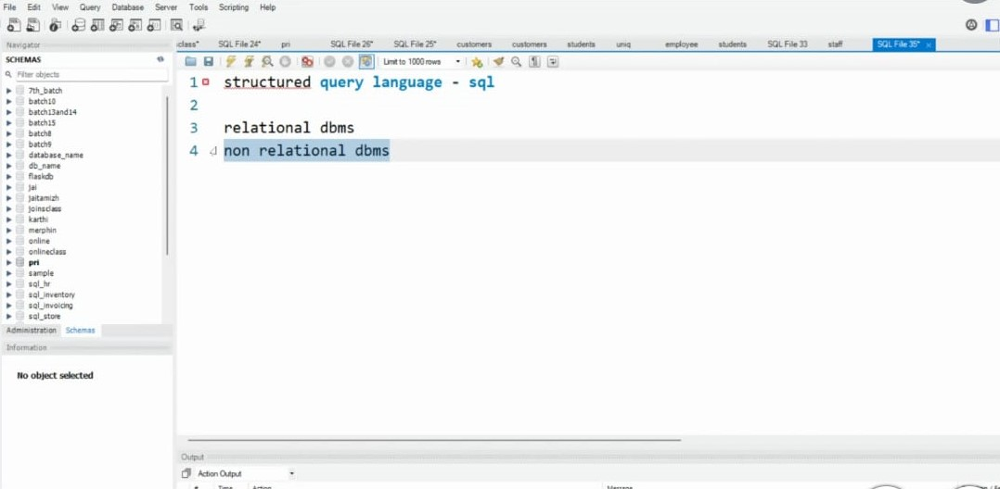 File Edit View Query Database Server Tools Scripting Help
Navigator
class* SQL File 24* pri SQL File 26* SQL File 25* customers customers students uniq employee students SQL File 33 staff SQL File 35*
SCHEMAS
Limit to 1000 rows
Filter objects
7th_batch
batch10
batch13and14
batch15
batch8
batch9
database_name
db_name
flaskdb
jai
jaitamizh
joinsclass
karthi
merphin
online
onlineclass
pri
sample
sql_hr
sql_inventory
sql_invoicing
sql_store
Administration Schemas
Information
No object selected
1 structured query language - sql
2
3 relational dbms
4 non relational dbms
Output
Action Output
# Time Action Message